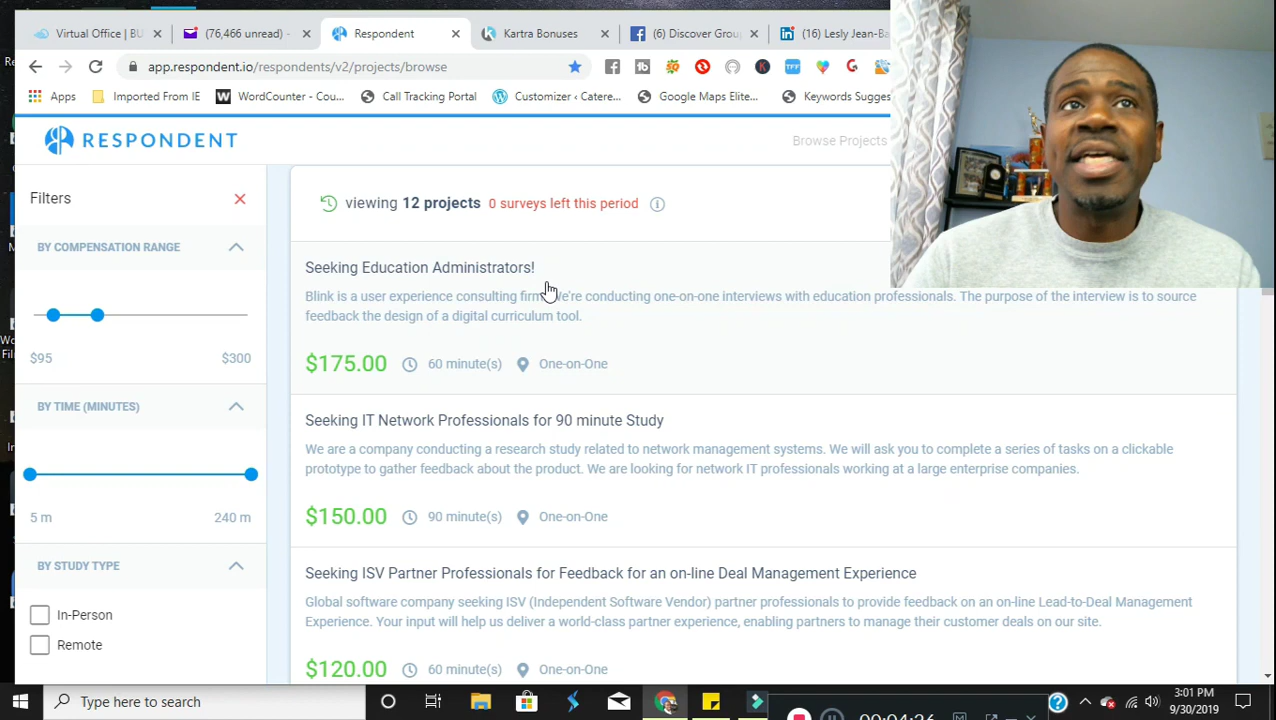 Virtual Office | BU
(76,466 unread) -
Respondent
Kartra Bonuses
(6) Discover Grou
(16) Lesly Jean-Ba
app.respondent.io/respondents/v2/projects/browse
Apps
Imported From IE
WordCounter - Cou...
Call Tracking Portal
Customizer ‹ Catere...
Google Maps Elite...
Keywords Sugges
RESPONDENT
Browse Projects
Filters
viewing 12 projects 0 surveys left this period
BY COMPENSATION RANGE
$95 $300
BY TIME (MINUTES)
5 m 240 m
BY STUDY TYPE
In-Person
Remote
Seeking Education Administrators!
Blink is a user experience consulting firm. We're conducting one-on-one interviews with education professionals. The purpose of the interview is to source
feedback the design of a digital curriculum tool.
$175.00 60 minute(s) One-on-One
Seeking IT Network Professionals for 90 minute Study
We are a company conducting a research study related to network management systems. We will ask you to complete a series of tasks on a clickable
prototype to gather feedback about the product. We are looking for network IT professionals working at a large enterprise companies.
$150.00 90 minute(s) One-on-One
Seeking ISV Partner Professionals for Feedback for an on-line Deal Management Experience
Global software company seeking ISV (Independent Software Vendor) partner professionals to provide feedback on an on-line Lead-to-Deal Management
Experience. Your input will help us deliver a world-class partner experience, enabling partners to manage their customer deals on our site.
$120.00 60 minute(s) One-on-One
Type here to search
3:01 PM
9/30/2019